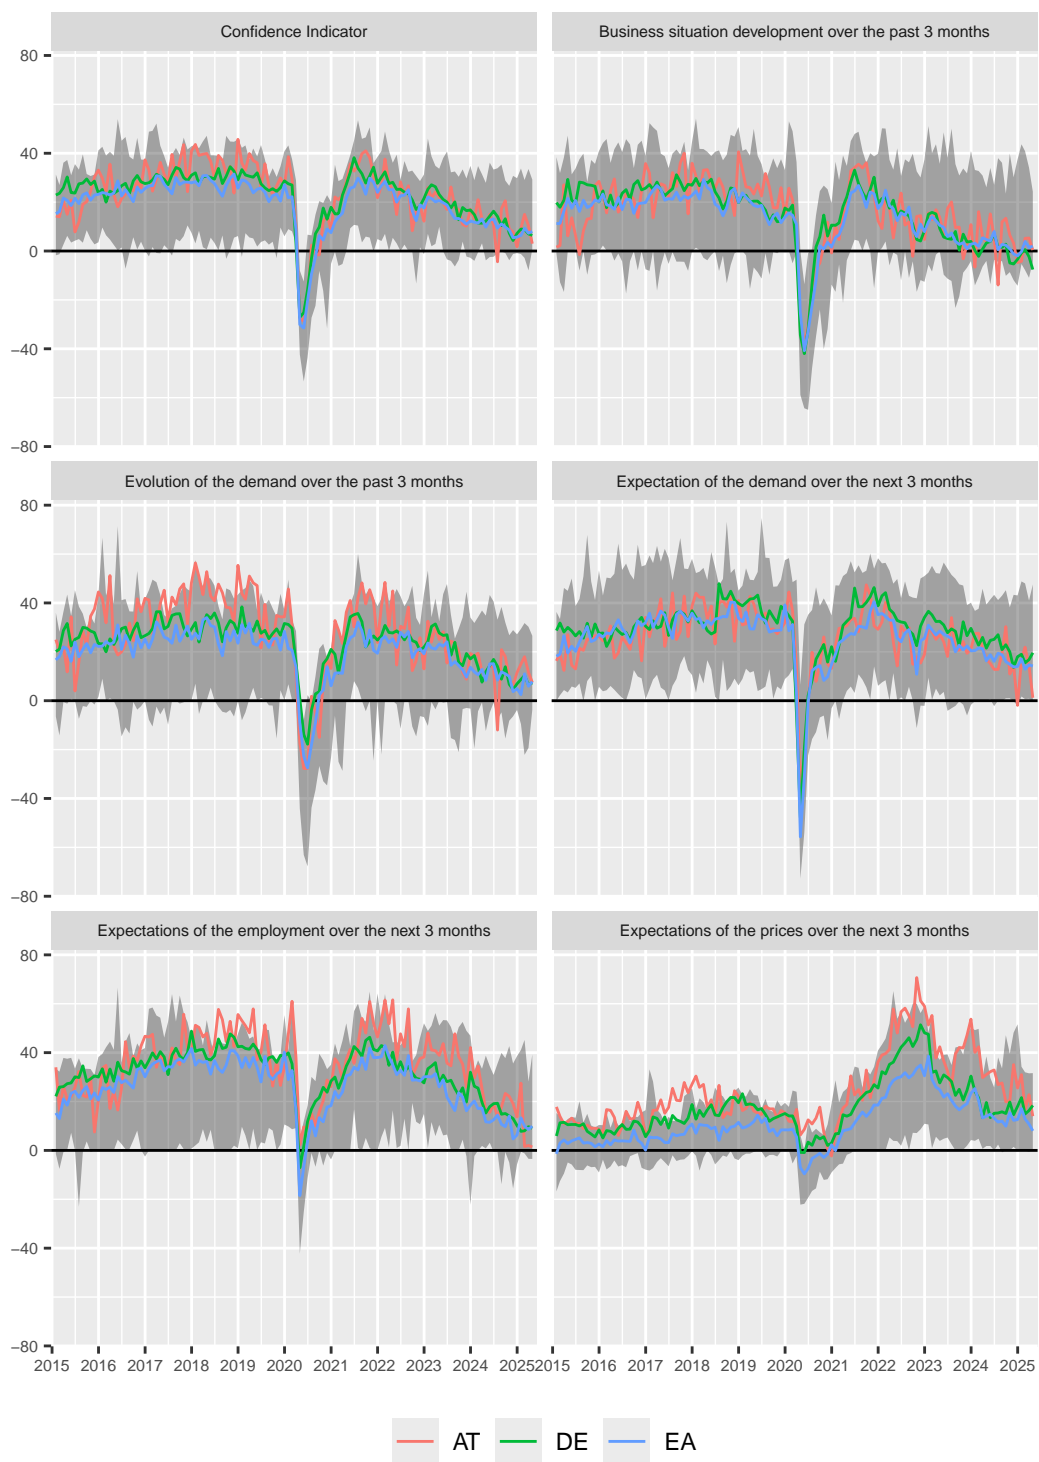 Confidence Indicator
Business situation development over the past 3 months
80
40
0
−40
−80
Evolution of the demand over the past 3 months
Expectation of the demand over the next 3 months
80
40
0
−40
−80
Expectations of the employment over the next 3 months
Expectations of the prices over the next 3 months
80
40
0
−40
−80
2015 2016 2017 2018 2019 2020 2021 2022 2023 2024 2025
2015 2016 2017 2018 2019 2020 2021 2022 2023 2024 2025
AT DE EA